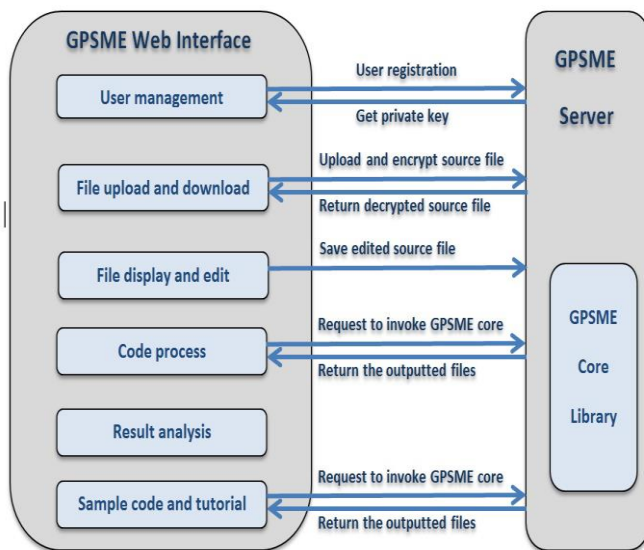 GPSME Web Interface
User management
File upload and download
File display and edit
Code process
Result analysis
Sample code and tutorial
User registration
Get private key
Upload and encrypt source file
Return decrypted source file
Save edited source file
Request to invoke GPSME core
Return the outputted files
Request to invoke GPSME core
Return the outputted files
GPSME
Server
GPSME
Core
Library